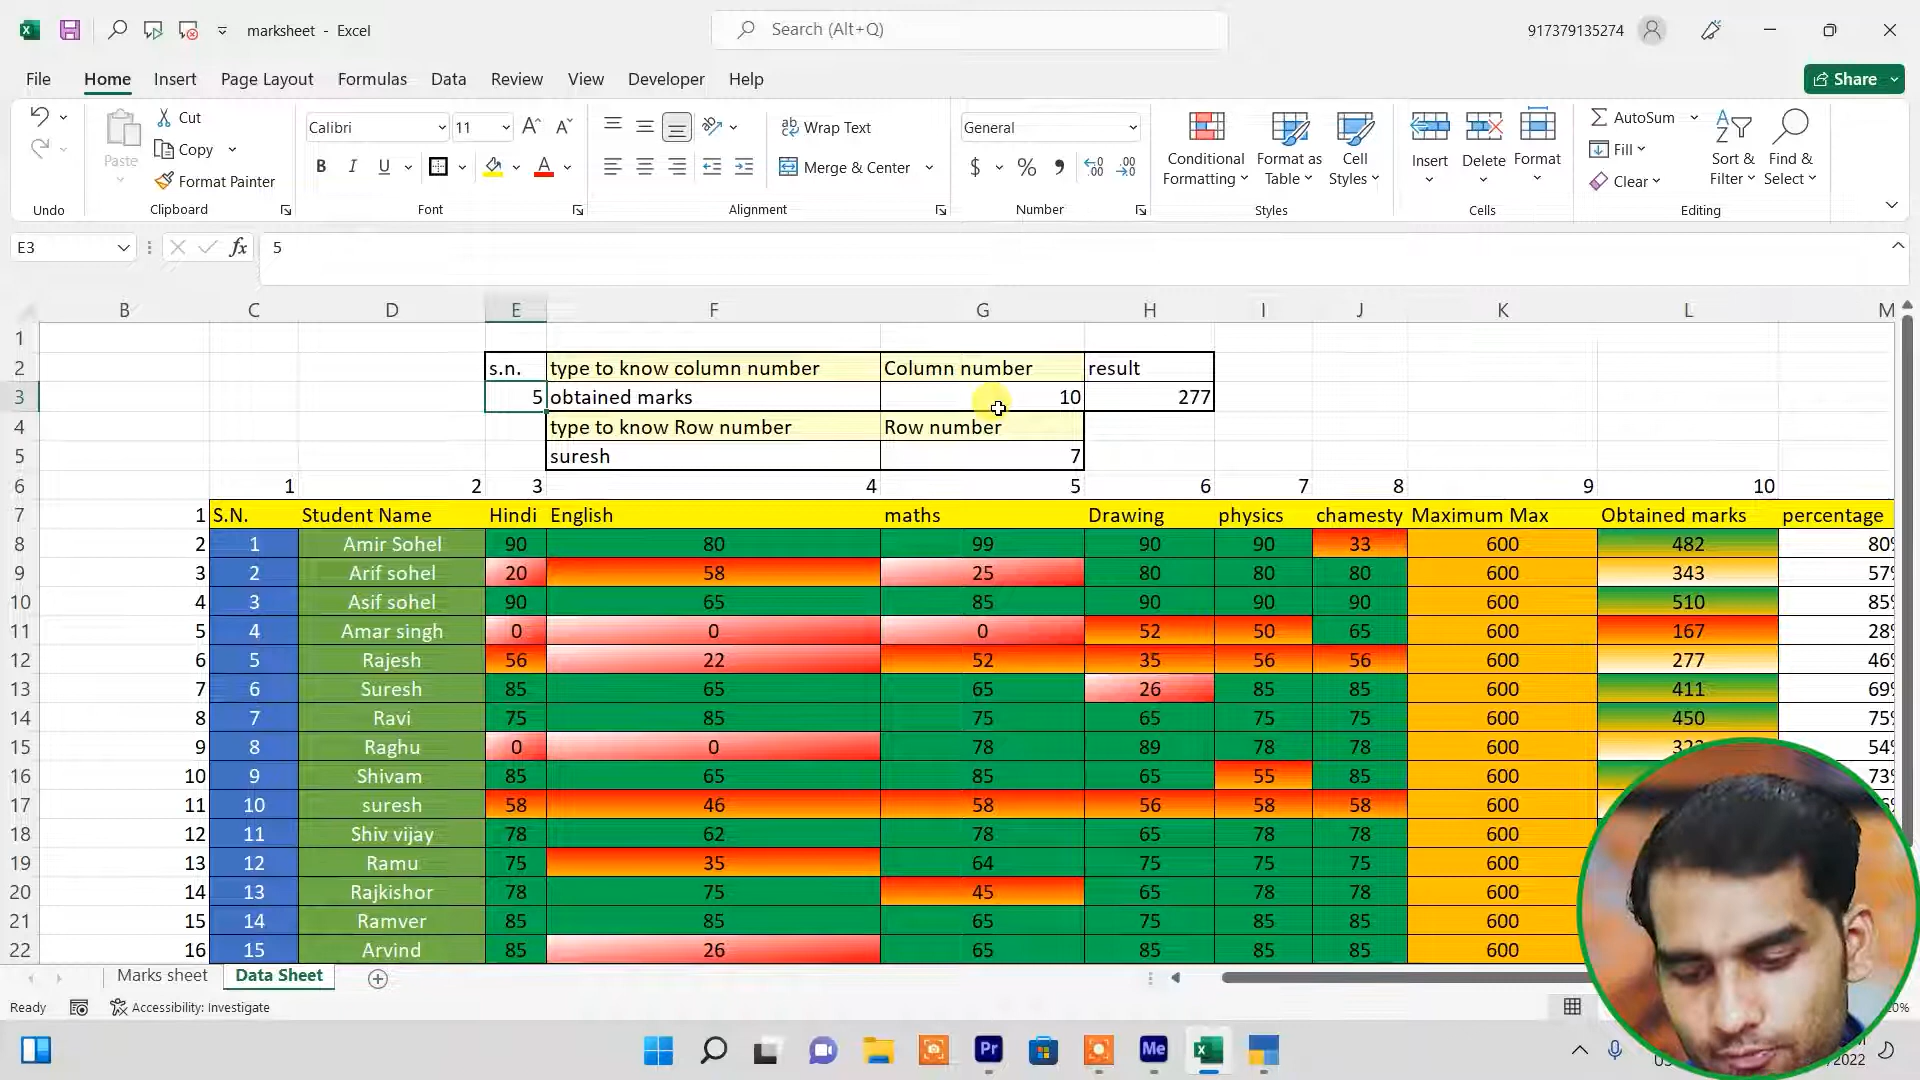 marksheet - Excel
Search (Alt+Q)
917379135274
File Home Insert Page Layout Formulas Data Review View Developer Help
Share
Paste
Cut
Copy
Format Painter
Calibri 11
Wrap Text
Merge & Center
General
Conditional Formatting
Format as Table
Cell Styles
Insert
Delete
Format
AutoSum
Fill
Clear
Sort & Filter
Find & Select
Undo Clipboard Font Alignment Number Styles Cells Editing
E3 fx 5
B C D E F G H I J K L M
1
2 s.n. type to know column number Column number result
3 5 obtained marks 10 277
4 type to know Row number Row number
5 suresh 7
6 1 2 3 4 5 6 7 8 9 10
7 1 S.N. Student Name Hindi English maths Drawing physics chamesty Maximum Max Obtained marks percentage
8 2 1 Amir Sohel 90 80 99 90 90 33 600 482 80%
9 3 2 Arif sohel 20 58 25 80 80 80 600 343 57%
10 4 3 Asif sohel 90 65 85 90 90 90 600 510 85%
11 5 4 Amar singh 0 0 0 52 50 65 600 167 28%
12 6 5 Rajesh 56 22 52 35 56 56 600 277 46%
13 7 6 Suresh 85 65 65 26 85 85 600 411 69%
14 8 7 Ravi 75 85 75 65 75 75 600 450 75%
15 9 8 Raghu 0 0 78 89 78 78 600 54%
16 10 9 Shivam 85 65 85 65 55 85 600 73%
17 11 10 suresh 58 46 58 56 58 58 600
18 12 11 Shiv vijay 78 62 78 65 78 78 600
19 13 12 Ramu 75 35 64 75 75 75 600
20 14 13 Rajkishor 78 75 45 65 78 78 600
21 15 14 Ramver 85 85 65 75 85 85 600
22 16 15 Arvind 85 26 65 85 85 85 600
Marks sheet Data Sheet
Ready Accessibility: Investigate
Pr Me